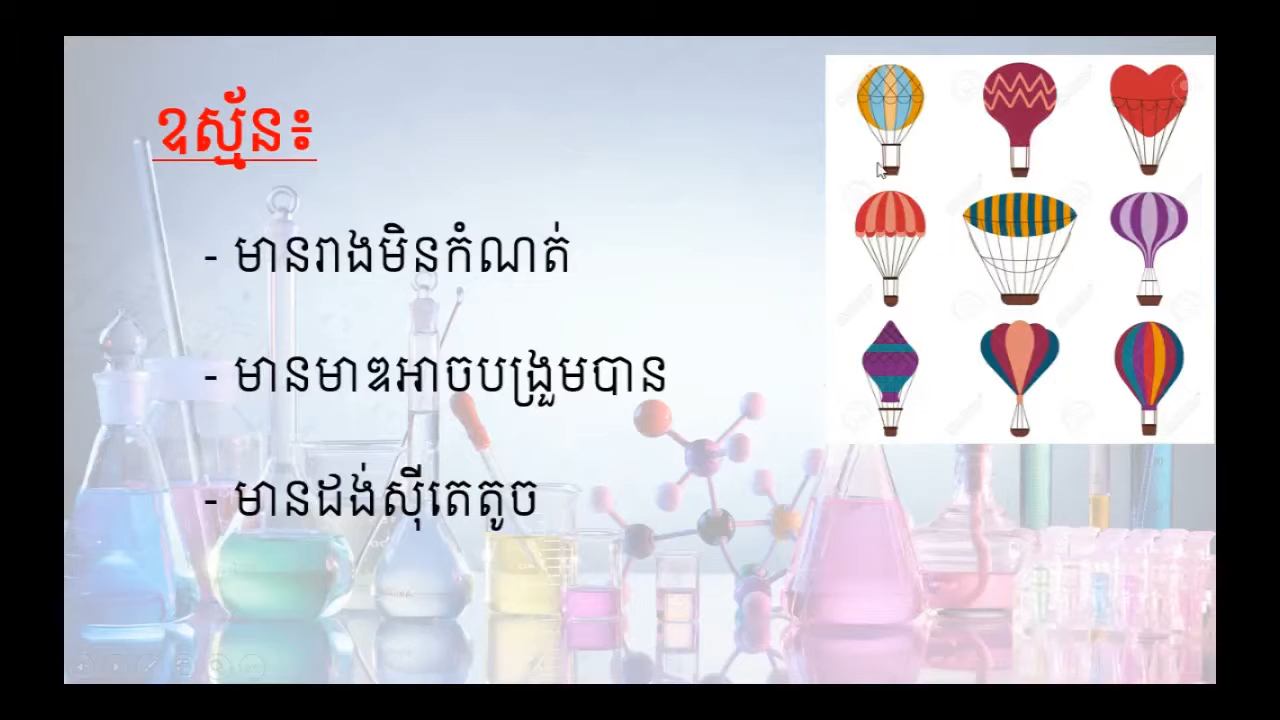 ឧស្ម័ន៖
- មានរាងមិនកំណត់
- មានមាឌអាចបង្រួមបាន
- មានដង់ស៊ីតេតូច